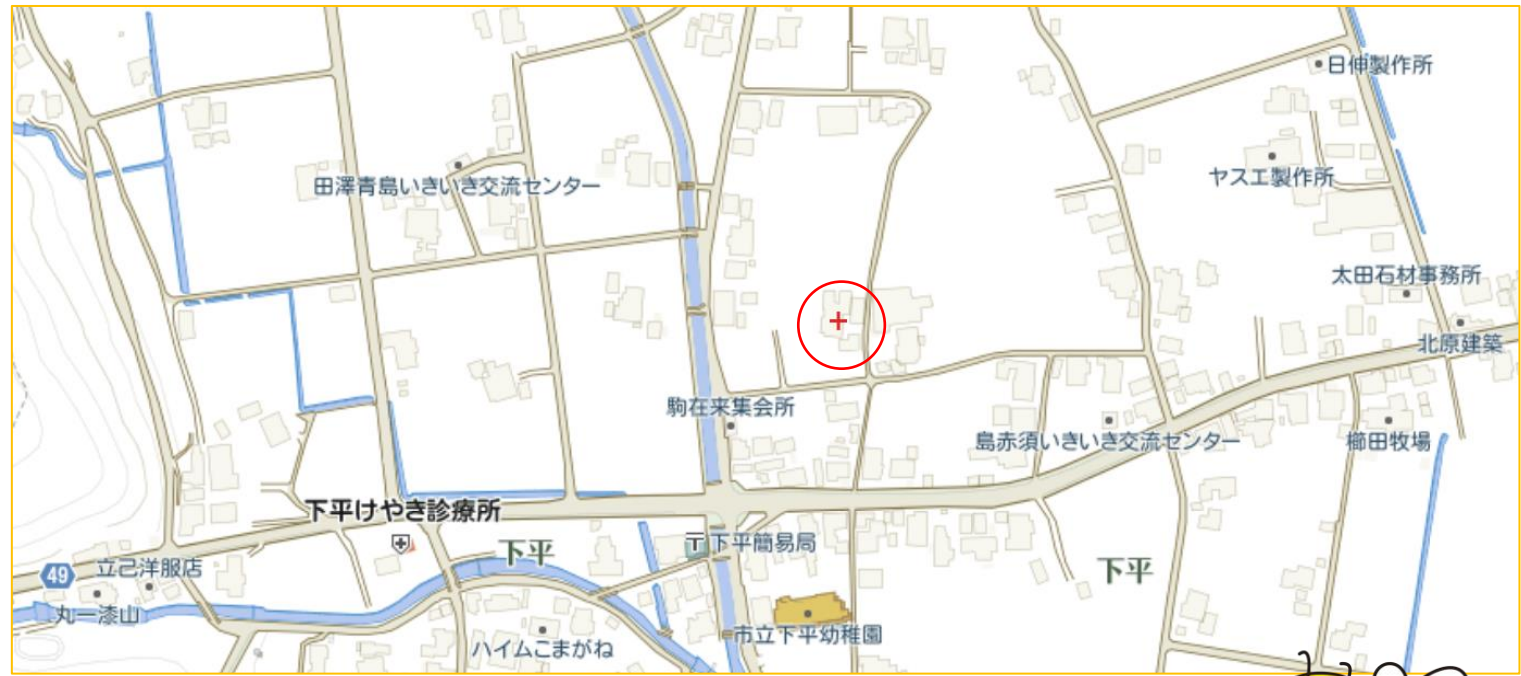 日伸製作所
ヤスエ製作所
田澤青島いきいき交流センター
太田石材事務所
北原建築
駒在来集会所
島赤須いきいき交流センター
櫛田牧場
下平けやき診療所
下平
〒下平簡易局
下平
49
立己洋服店
丸一漆山
市立下平幼稚園
ハイムこまがね